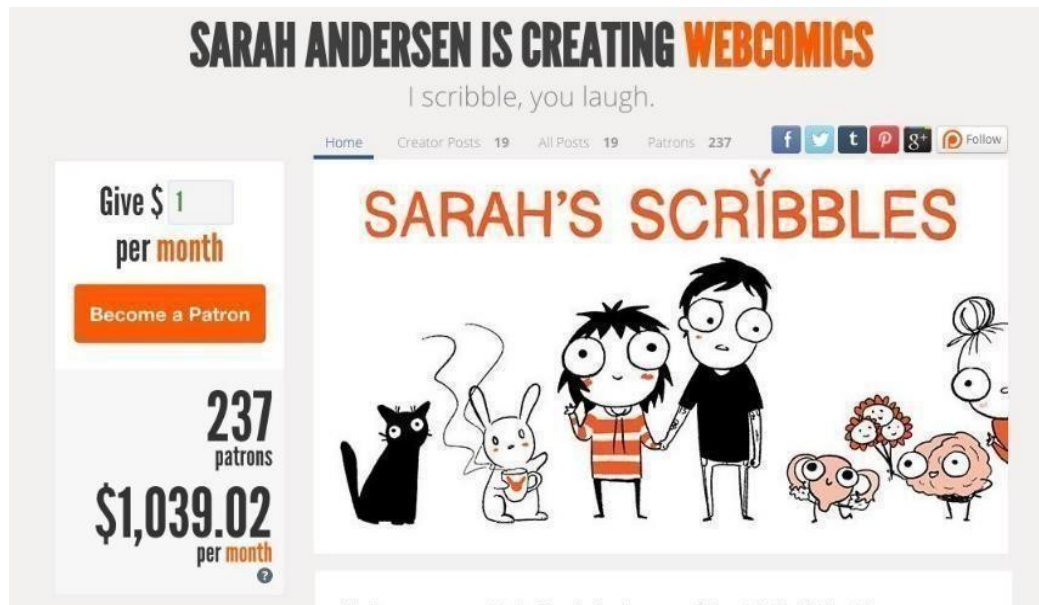 SARAH ANDERSEN IS CREATING WEBCOMICS
I scribble, you laugh.
Home Creator Posts 19 All Posts 19 Patrons 237 f t P g+ Follow
Give $ 1
per month
Become a Patron
237
patrons
$1,039.02
per month
?
SARAH'S SCRIBBLES